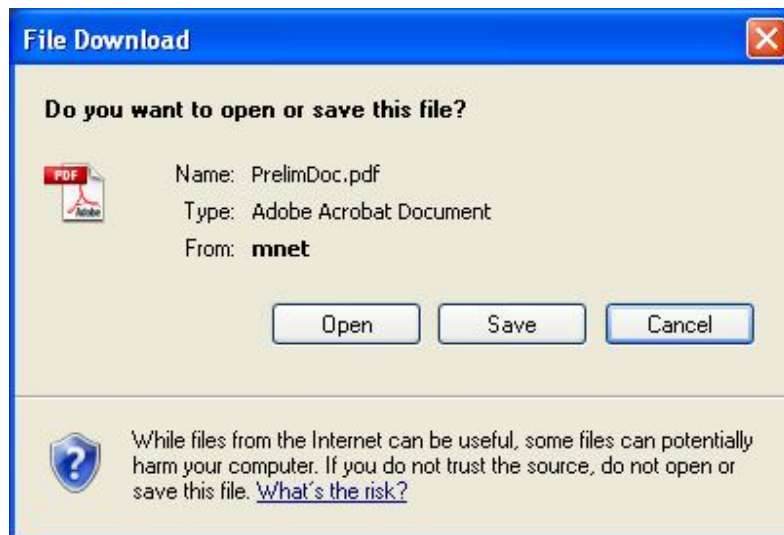 File Download
Do you want to open or save this file?
PDF
Adobe
Name: PrelimDoc.pdf
Type: Adobe Acrobat Document
From: mnet
Open Save Cancel
While files from the Internet can be useful, some files can potentially
harm your computer. If you do not trust the source, do not open or
save this file. What's the risk?